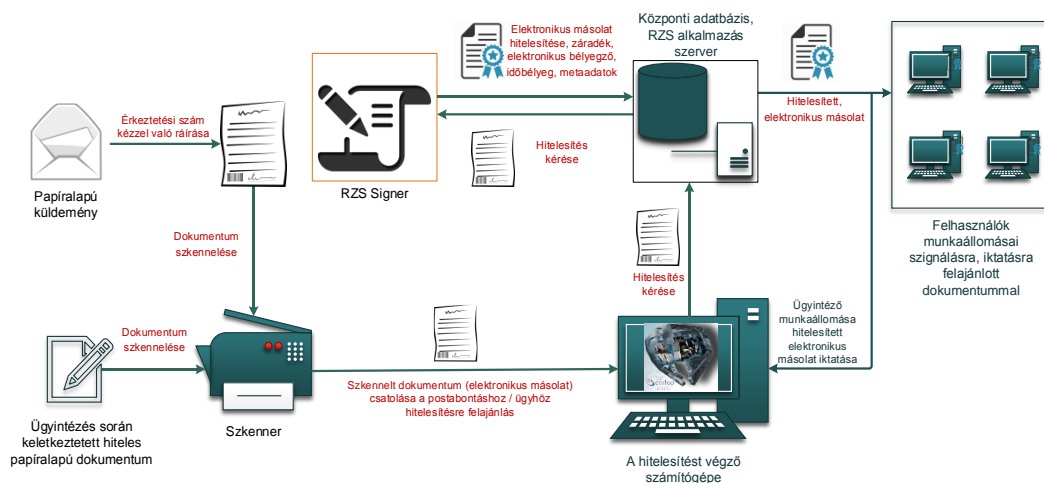 Elektronikus másolat
hitelesítése, záradék,
elektronikus bélyegző,
időbélyeg, metaadatok
Központi adatbázis,
RZS alkalmazás
szerver
Érkeztetési szám
kézzel való ráírása
Hitelesített,
elektronikus másolat
Hitelesítés
kérése
Papíralapú
küldemény
RZS Signer
Felhasználók
munkaállomásai
szignálásra, iktatásra
felajánlott
dokumentummal
Dokumentum
szkennelése
Hitelesítés
kérése
Ügyintéző
munkaállomása
hitelesített
elektronikus
másolat iktatása
Dokumentum
szkennelése
Szkennelt dokumentum (elektronikus másolat)
csatolása a postabontáshoz / ügyhöz
hitelesítésre felajánlás
Ügyintézés során
keletkeztetett hiteles
papíralapú dokumentum
Szkenner
A hitelesítést végző
számítógépe